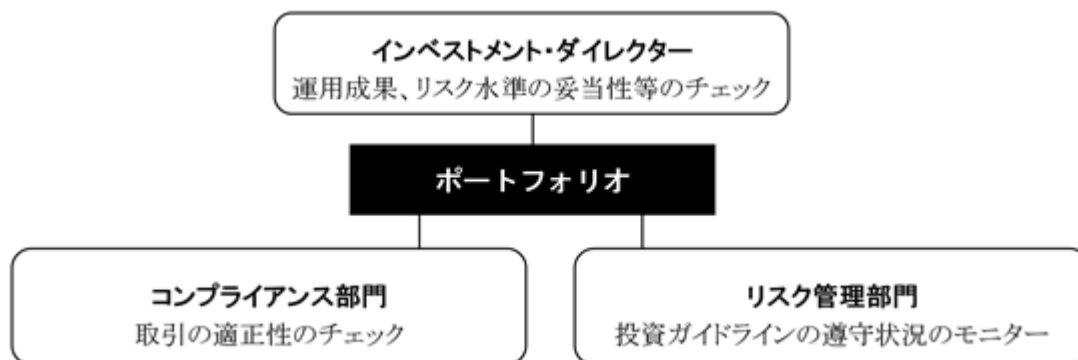 インベストメント・ダイレクター
運用成果、リスク水準の妥当性等のチェック
ポートフォリオ
コンプライアンス部門
取引の適正性のチェック
リスク管理部門
投資ガイドラインの遵守状況のモニター